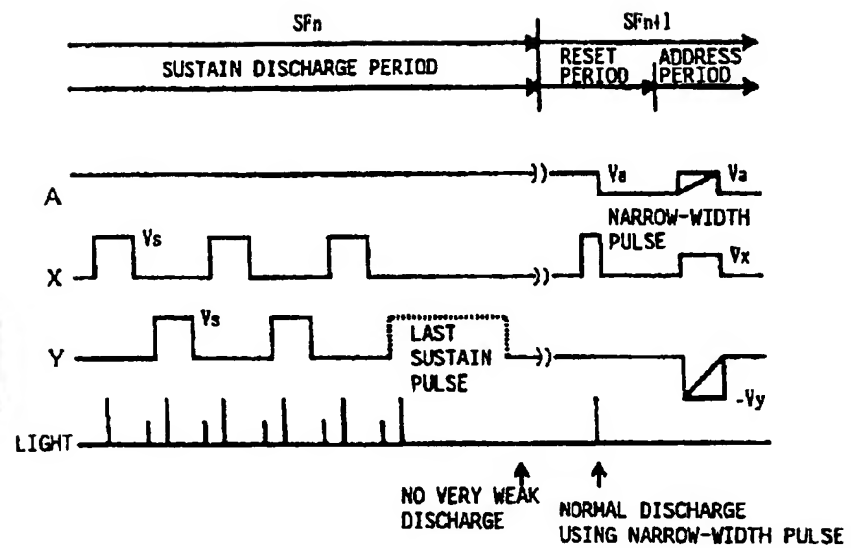 SFn
SFn+1
SUSTAIN DISCHARGE PERIOD
RESET PERIOD
ADDRESS PERIOD
A
Va
Va
NARROW-WIDTH
PULSE
X
Vs
Vx
Y
Vs
LAST
SUSTAIN
PULSE
-Vy
LIGHT
NO VERY WEAK
DISCHARGE
NORMAL DISCHARGE
USING NARROW-WIDTH PULSE